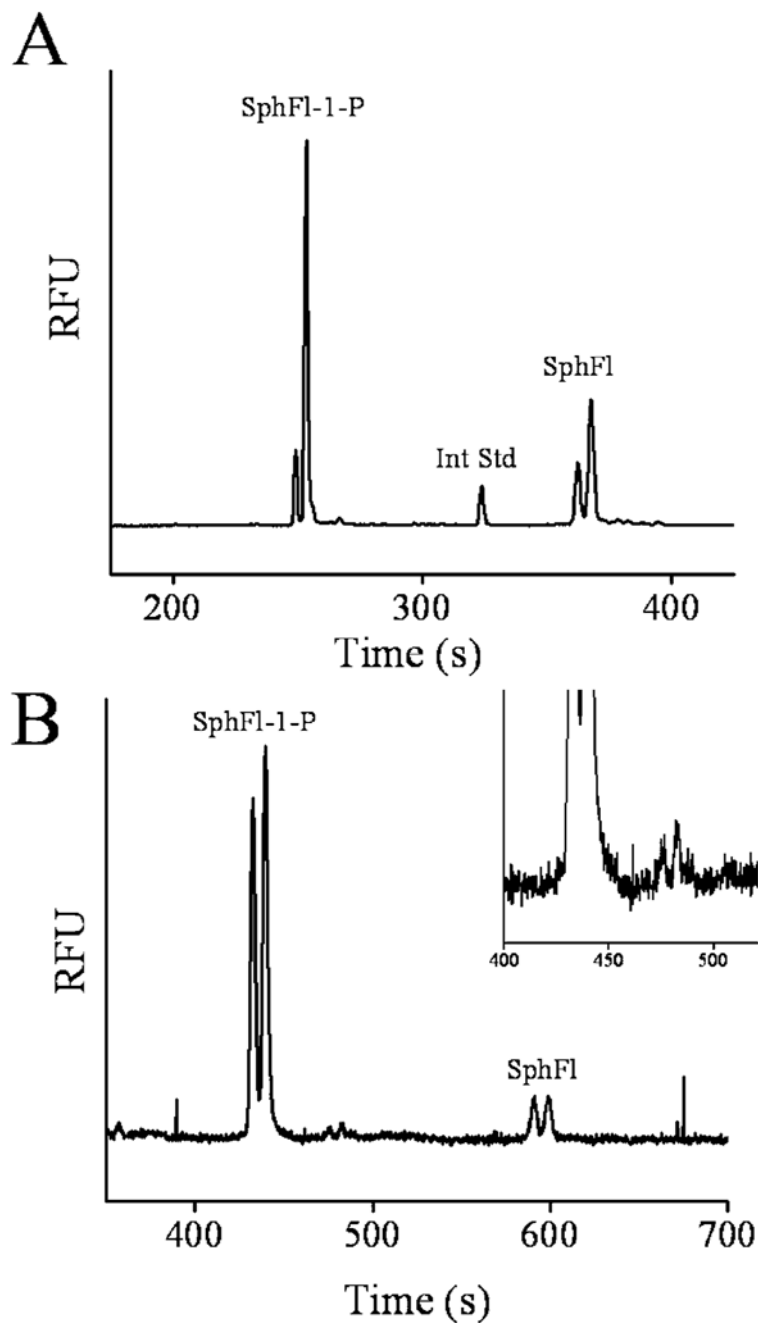 A
SphFl-1-P
SphFl
Int Std
RFU
200 300 400
Time (s)
B
SphFl-1-P
400 450 500
SphFl
RFU
400 500 600 700
Time (s)